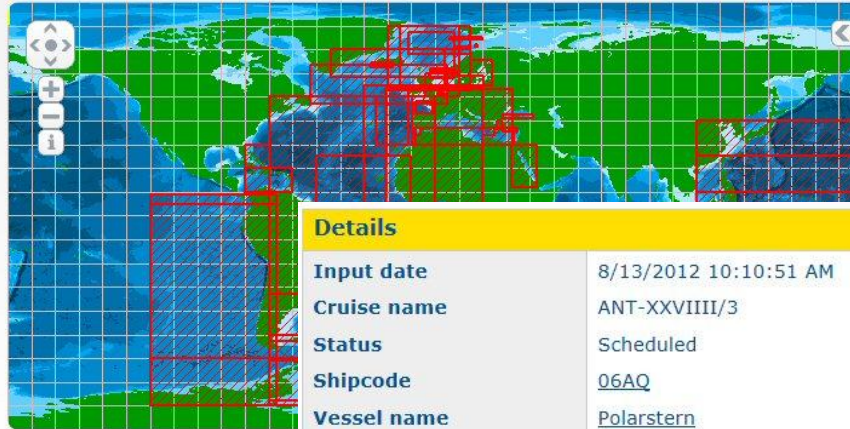 Details
Input date 8/13/2012 10:10:51 AM
Cruise name ANT-XXVIIII/3
Status Scheduled
Shipcode 06AQ
Vessel name Polarstern